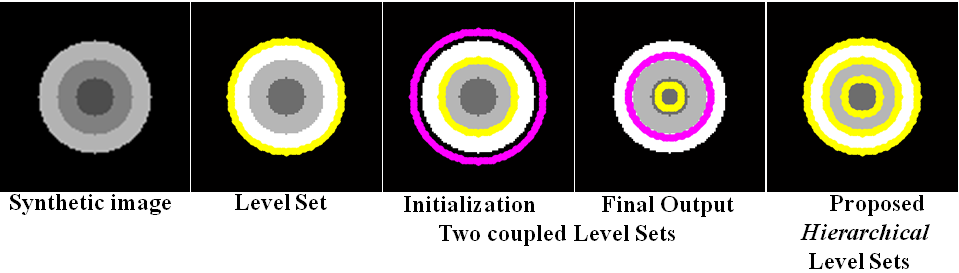 Synthetic image
Level Set
Initialization
Final Output
Two coupled Level Sets
Proposed
Hierarchical
Level Sets